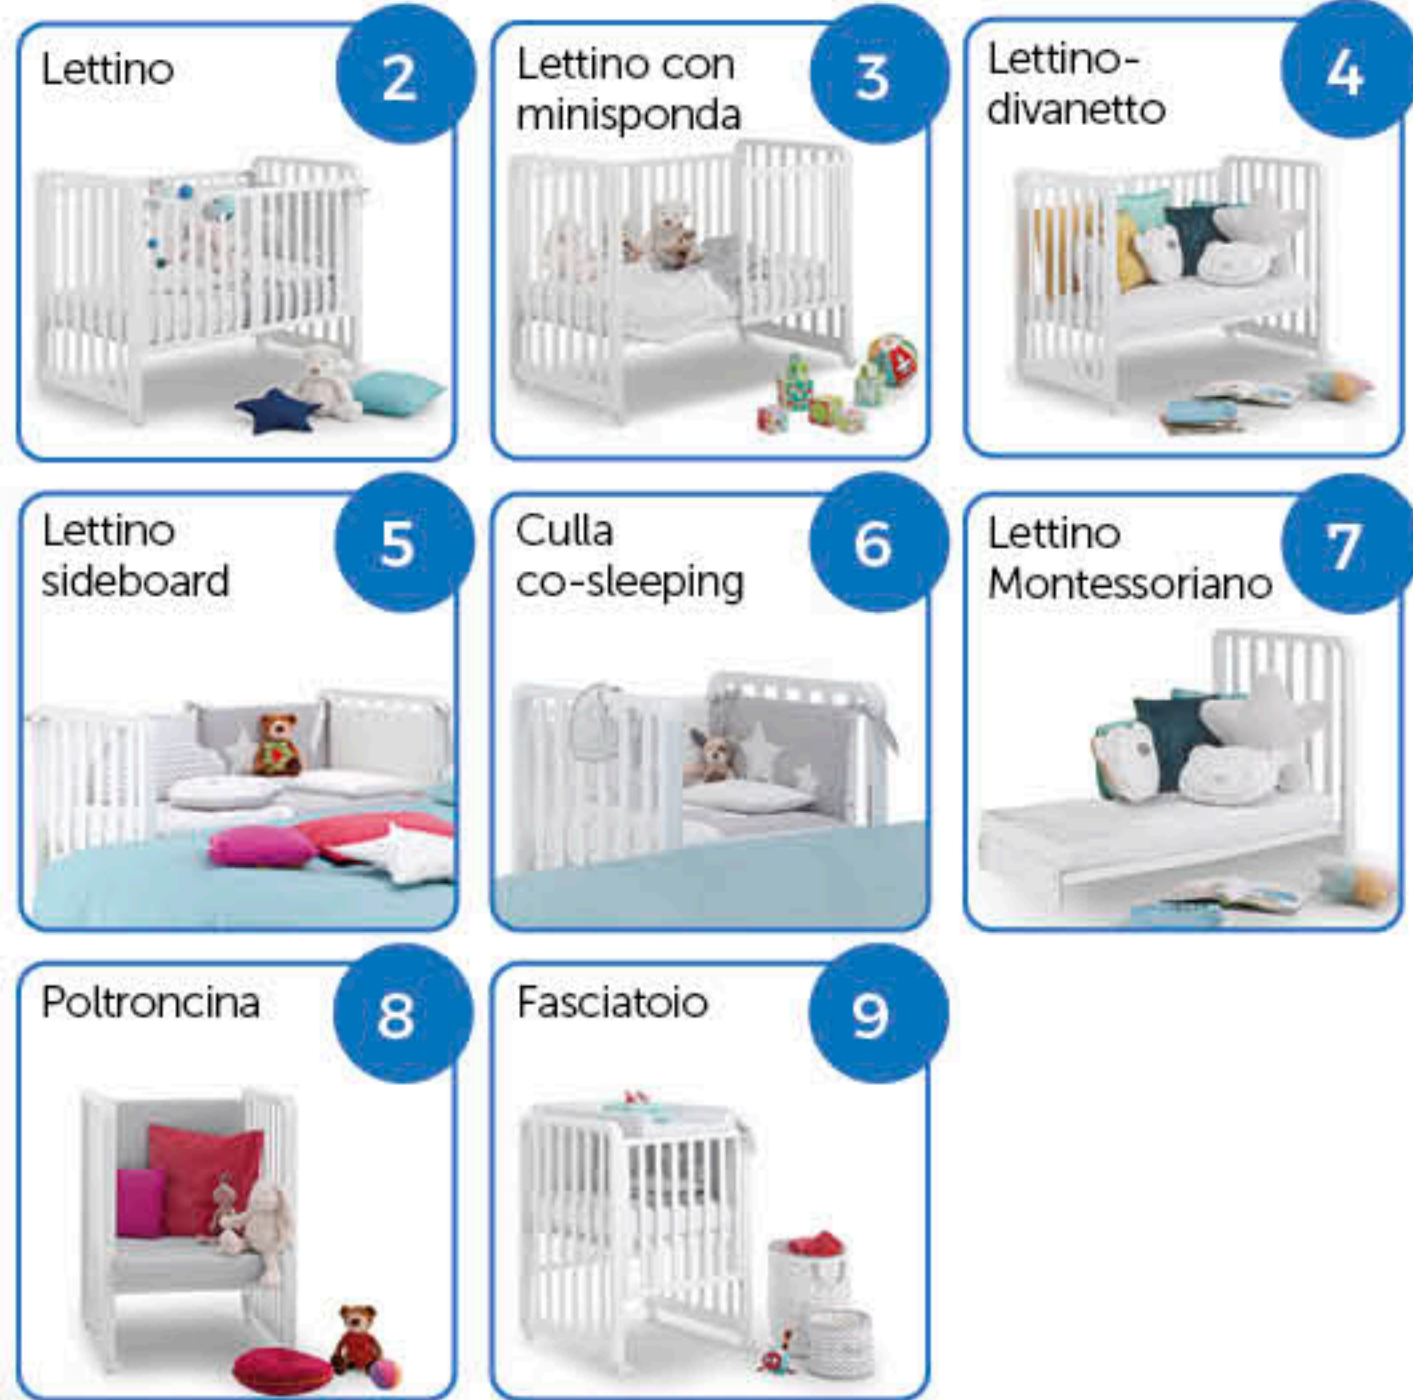 Lettino
2
Lettino con
minisponda
3
Lettino-
divanetto
4
Lettino
sideboard
5
Culla
co-sleeping
6
Lettino
Montessoriano
7
Poltroncina
8
Fasciatoio
9